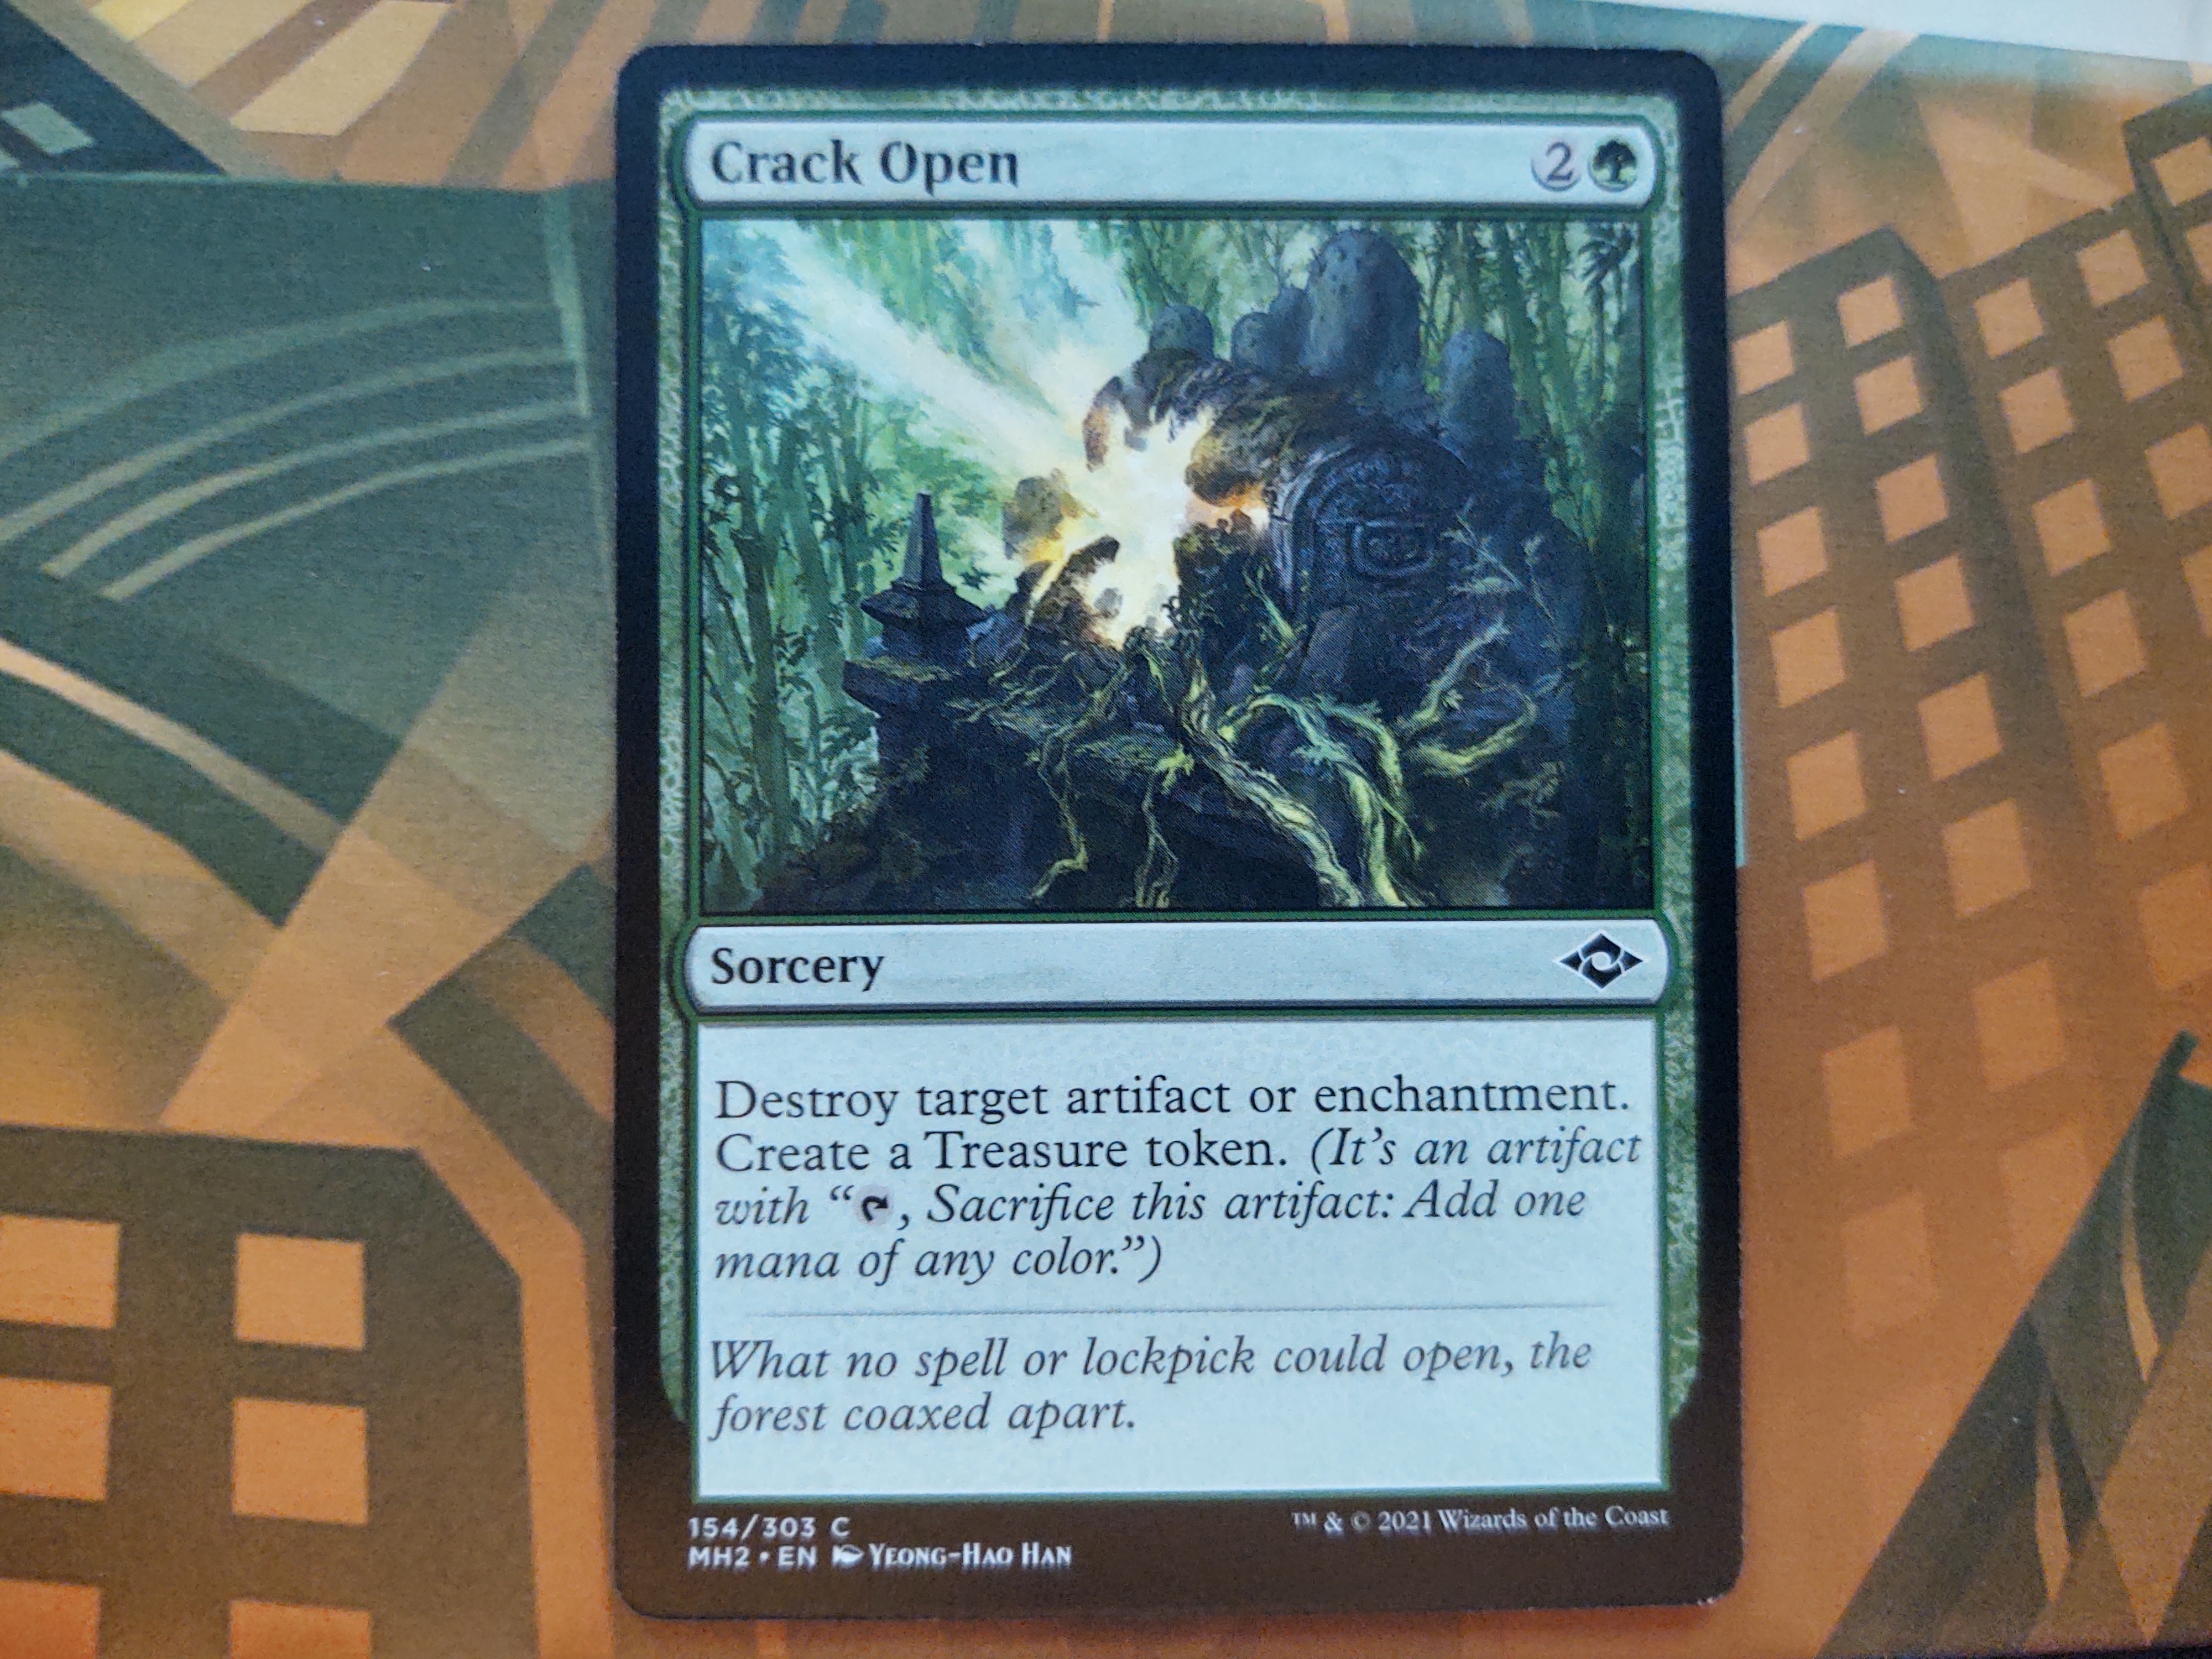 Crack Open 2
Sorcery
Destroy target artifact or enchantment.
Create a Treasure token. (It's an artifact
with “, Sacrifice this artifact: Add one
mana of any color.”)
What no spell or lockpick could open, the
forest coaxed apart.
154/303 C
MH2 • EN Yeong-Hao Han
™ & © 2021 Wizards of the Coast